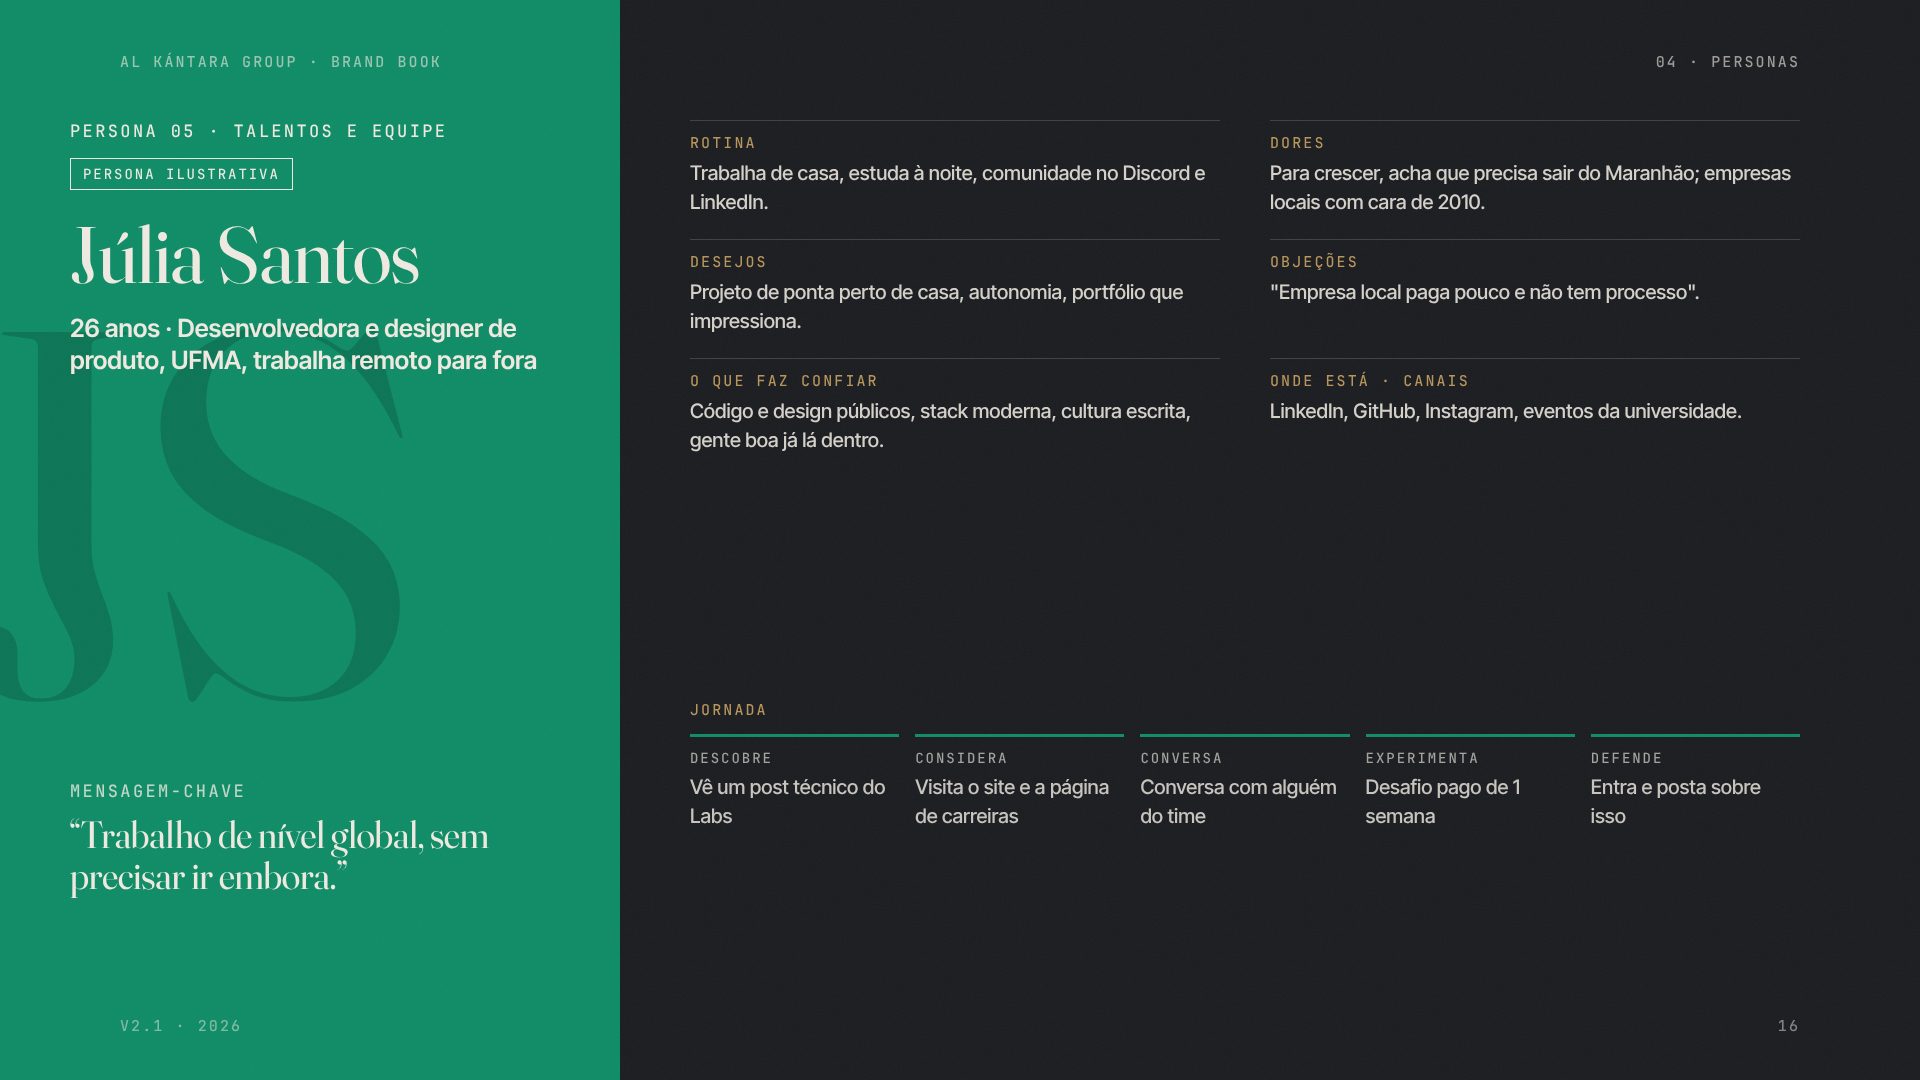 AL KÁNTARA GROUP · BRAND BOOK
04 · PERSONAS
PERSONA 05 · TALENTOS E EQUIPE
PERSONA ILUSTRATIVA
Júlia Santos
26 anos · Desenvolvedora e designer de
produto, UFMA, trabalha remoto para fora
JS
MENSAGEM-CHAVE
“Trabalho de nível global, sem
precisar ir embora.”
ROTINA
Trabalha de casa, estuda à noite, comunidade no Discord e
LinkedIn.
DORES
Para crescer, acha que precisa sair do Maranhão; empresas
locais com cara de 2010.
DESEJOS
Projeto de ponta perto de casa, autonomia, portfólio que
impressiona.
OBJEÇÕES
"Empresa local paga pouco e não tem processo".
O QUE FAZ CONFIAR
Código e design públicos, stack moderna, cultura escrita,
gente boa já lá dentro.
ONDE ESTÁ · CANAIS
LinkedIn, GitHub, Instagram, eventos da universidade.
JORNADA
DESCOBRE
Vê um post técnico do
Labs
CONSIDERA
Visita o site e a página
de carreiras
CONVERSA
Conversa com alguém
do time
EXPERIMENTA
Desafio pago de 1
semana
DEFENDE
Entra e posta sobre
isso
V2.1 · 2026
16